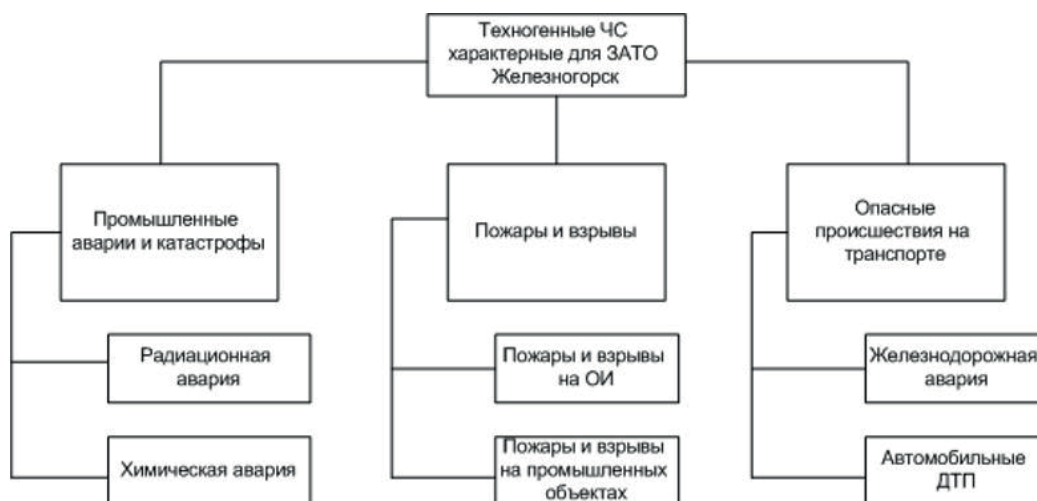 Техногенные ЧС
характерные для ЗАТО
Железногорск
Промышленные
аварии и катастрофы
Пожары и взрывы
Опасные
происшествия на
транспорте
Радиационная
авария
Пожары и взрывы
на ОИ
Железнодорожная
авария
Химическая авария
Пожары и взрывы
на промышленных
объектах
Автомобильные
ДТП